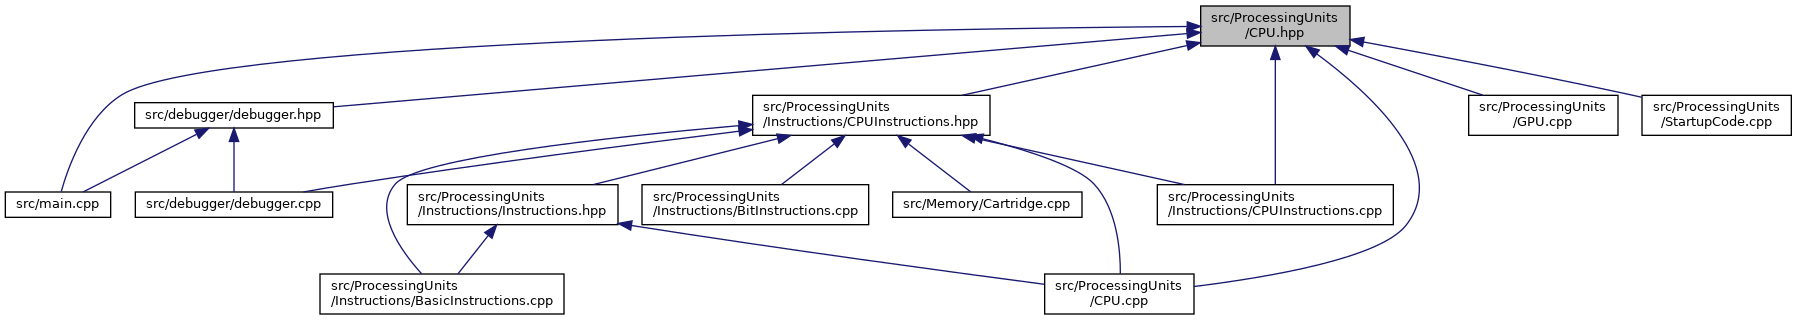 src/ProcessingUnits
/CPU.hpp
src/debugger/debugger.hpp
src/ProcessingUnits
/Instructions/CPUInstructions.hpp
src/ProcessingUnits
/GPU.cpp
src/ProcessingUnits
/StartupCode.cpp
src/main.cpp
src/debugger/debugger.cpp
src/ProcessingUnits
/Instructions/Instructions.hpp
src/ProcessingUnits
/Instructions/BitInstructions.cpp
src/Memory/Cartridge.cpp
src/ProcessingUnits
/Instructions/CPUInstructions.cpp
src/ProcessingUnits
/Instructions/BasicInstructions.cpp
src/ProcessingUnits
/CPU.cpp